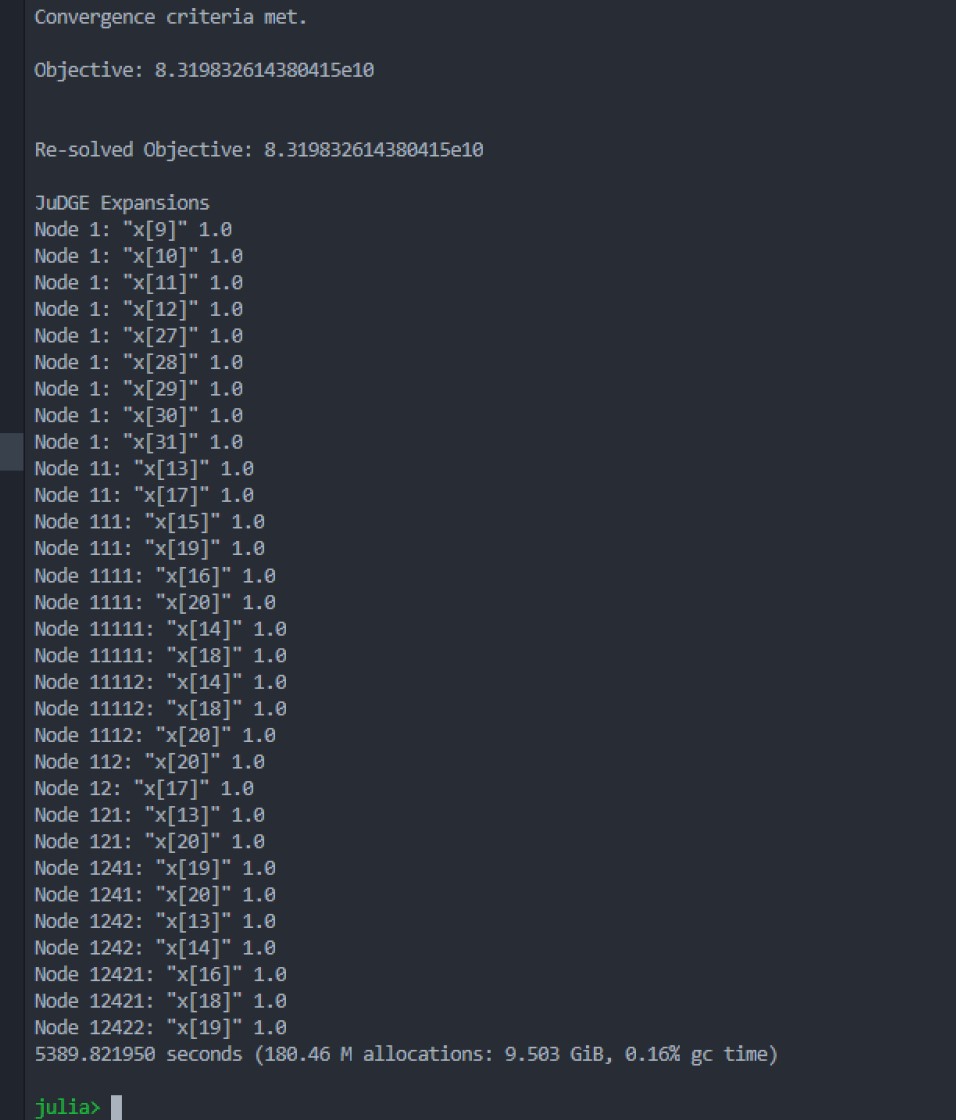 Convergence criteria met.
Objective: 8.319832614380415e10
Re-solved Objective: 8.319832614380415e10
JuDGE Expansions
Node 1: "x[9]" 1.0
Node 1: "x[10]" 1.0
Node 1: "x[11]" 1.0
Node 1: "x[12]" 1.0
Node 1: "x[27]" 1.0
Node 1: "x[28]" 1.0
Node 1: "x[29]" 1.0
Node 1: "x[30]" 1.0
Node 1: "x[31]" 1.0
Node 11: "x[13]" 1.0
Node 11: "x[17]" 1.0
Node 111: "x[15]" 1.0
Node 111: "x[19]" 1.0
Node 1111: "x[16]" 1.0
Node 1111: "x[20]" 1.0
Node 11111: "x[14]" 1.0
Node 11111: "x[18]" 1.0
Node 11112: "x[14]" 1.0
Node 11112: "x[18]" 1.0
Node 1112: "x[20]" 1.0
Node 112: "x[20]" 1.0
Node 12: "x[17]" 1.0
Node 121: "x[13]" 1.0
Node 121: "x[20]" 1.0
Node 1241: "x[19]" 1.0
Node 1241: "x[20]" 1.0
Node 1242: "x[13]" 1.0
Node 1242: "x[14]" 1.0
Node 12421: "x[16]" 1.0
Node 12421: "x[18]" 1.0
Node 12422: "x[19]" 1.0
5389.821950 seconds (180.46 M allocations: 9.503 GiB, 0.16% gc time)
julia>